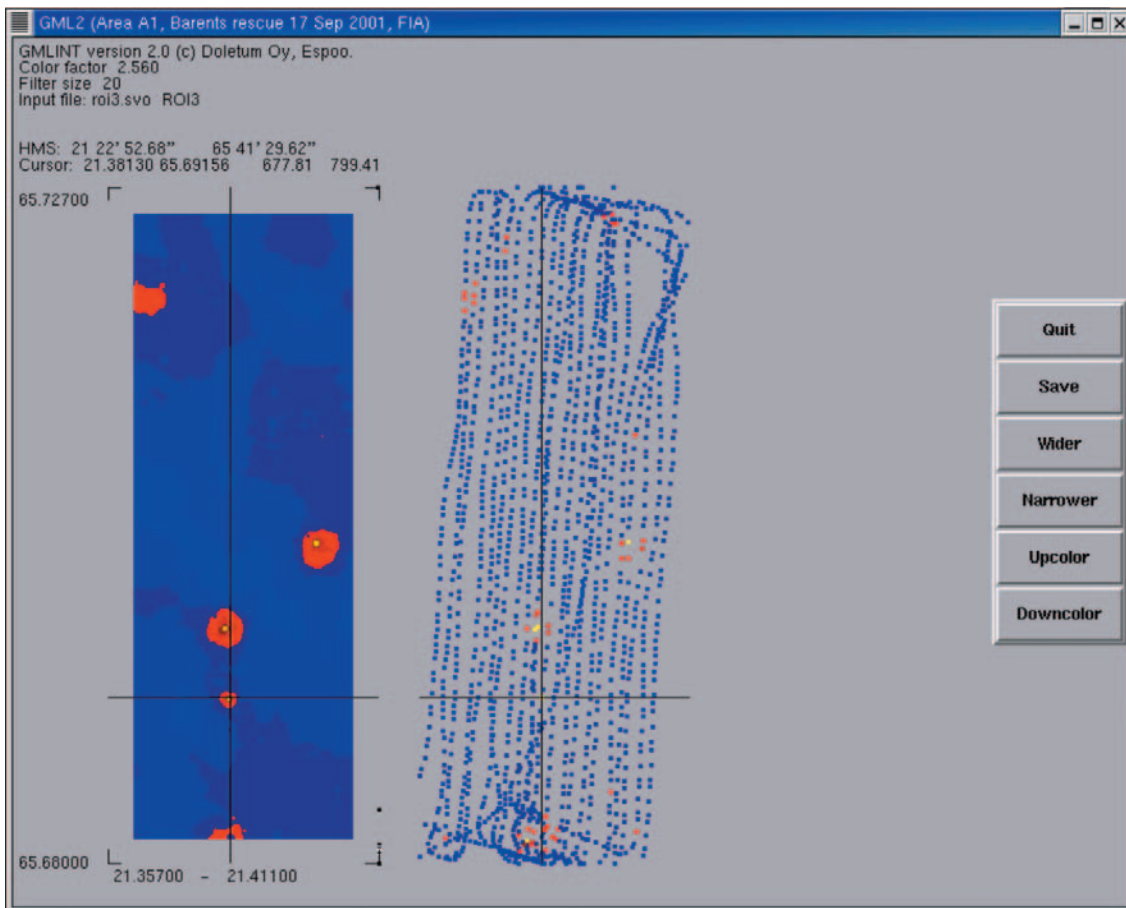 GML2 (Area A1, Barents rescue 17 Sep 2001, FIA)
GMLINT version 2.0 (c) Doletum Oy, Espoo.
Color factor 2.560
Filter size 20
Input file: roi3.svo ROI3
HMS: 21 22' 52.68" 65 41' 29.62"
Cursor: 21.38130 65.69156 677.81 799.41
65.72700
Quit
Save
Wider
Narrower
Upcolor
Downcolor
65.68000
21.35700 - 21.41100